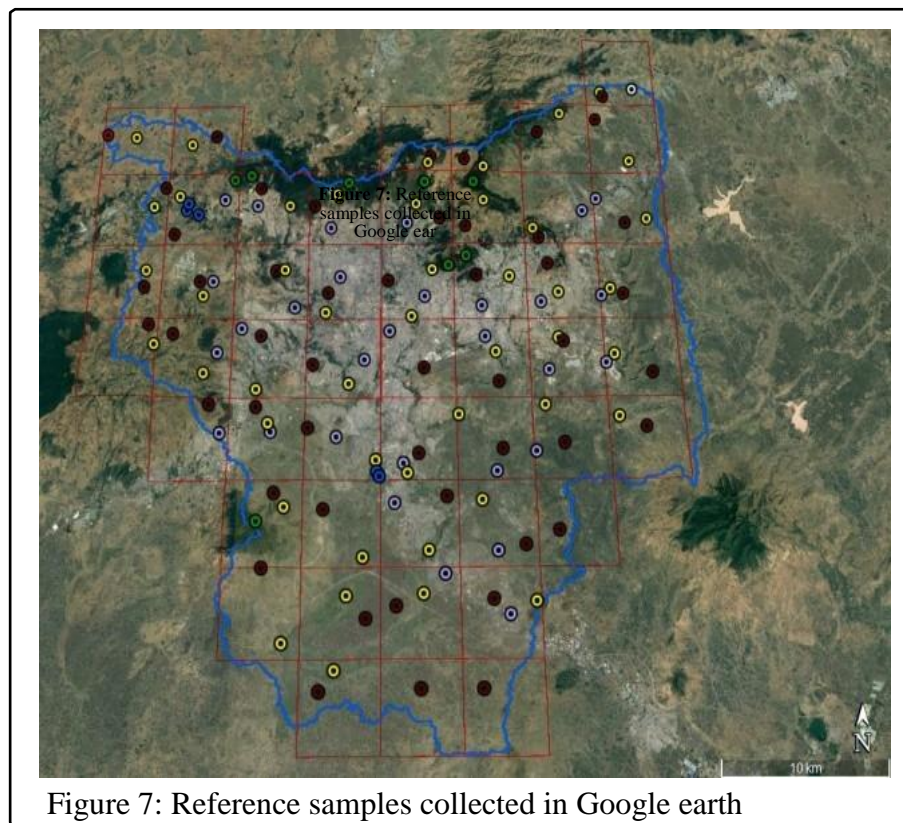 Figure 7: Reference
samples collected in
Google ear
N
10 km
Figure 7: Reference samples collected in Google earth